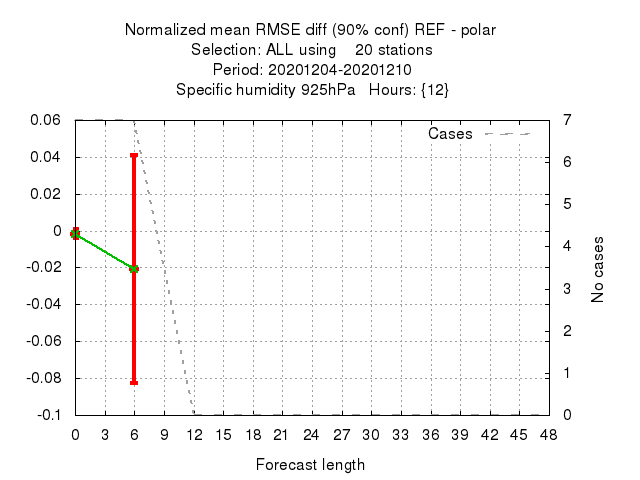 Normalized mean RMSE diff (90% conf) REF - polar
Selection: ALL using    20 stations
Period: 20201204-20201210
Specific humidity 925hPa   Hours: {12}
Cases
0.06
0.04
0.02
0
-0.02
-0.04
-0.06
-0.08
-0.1
7
6
5
4
3
2
1
0
No cases
0 3 6 9 12 15 18 21 24 27 30 33 36 39 42 45 48
Forecast length